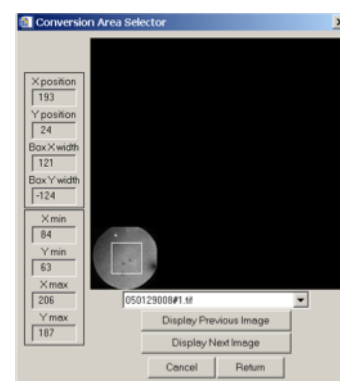 Conversion Area Selector
X position
193
Y position
24
Box X width
121
Box Y width
-124
X min
84
Y min
63
X max
206
Y max
187
050129008#1.tif
Display Previous Image
Display Next Image
Cancel
Return